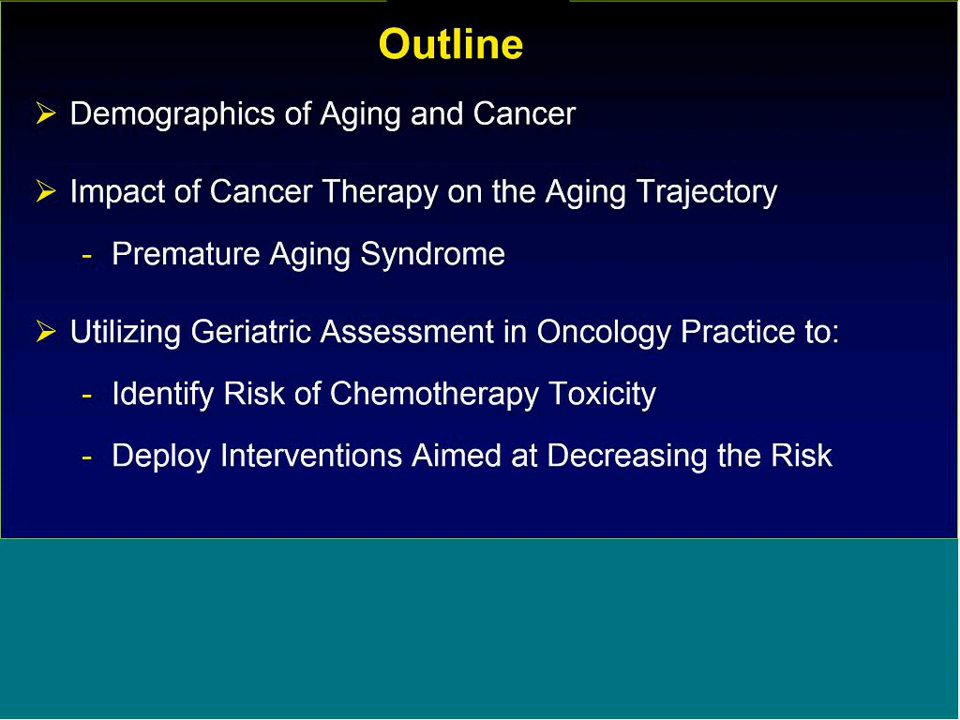 Outline
➢ Demographics of Aging and Cancer
➢ Impact of Cancer Therapy on the Aging Trajectory
- Premature Aging Syndrome
➢ Utilizing Geriatric Assessment in Oncology Practice to:
- Identify Risk of Chemotherapy Toxicity
- Deploy Interventions Aimed at Decreasing the Risk